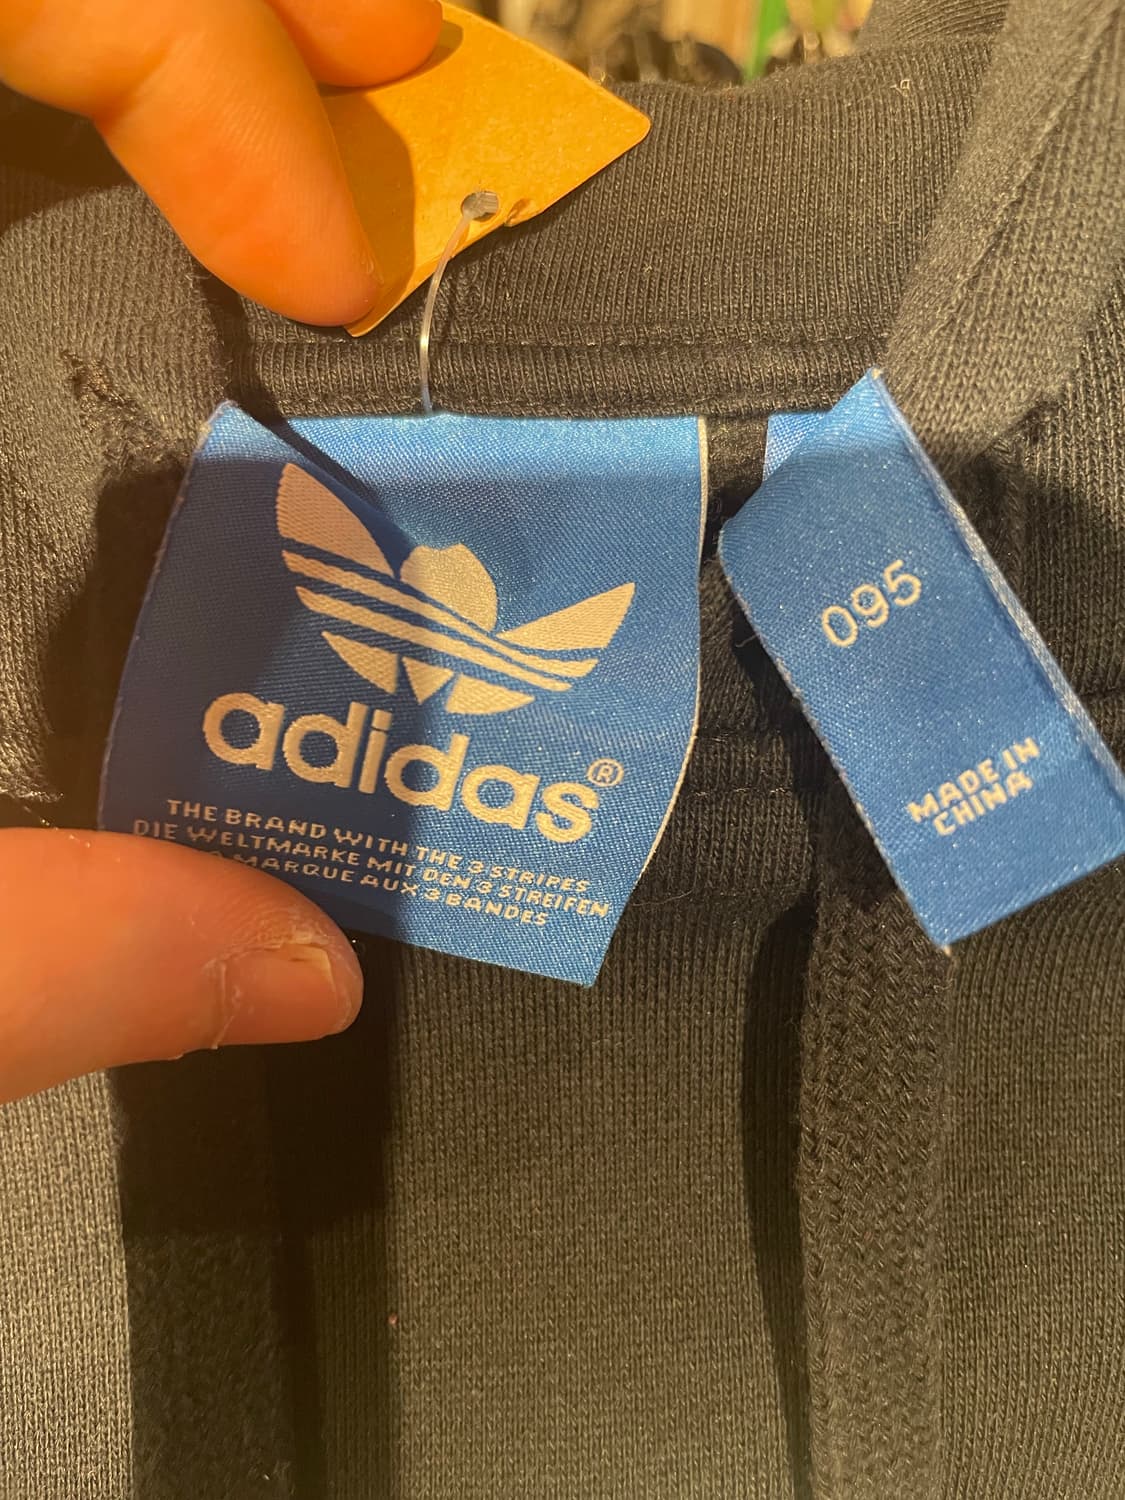 adidas®
THE BRAND WITH THE 3 STRIPES
DIE WELTMARKE MIT DEN 3 STREIFEN
MARQUE AUX 3 BANDES
095
MADE IN
CHINA